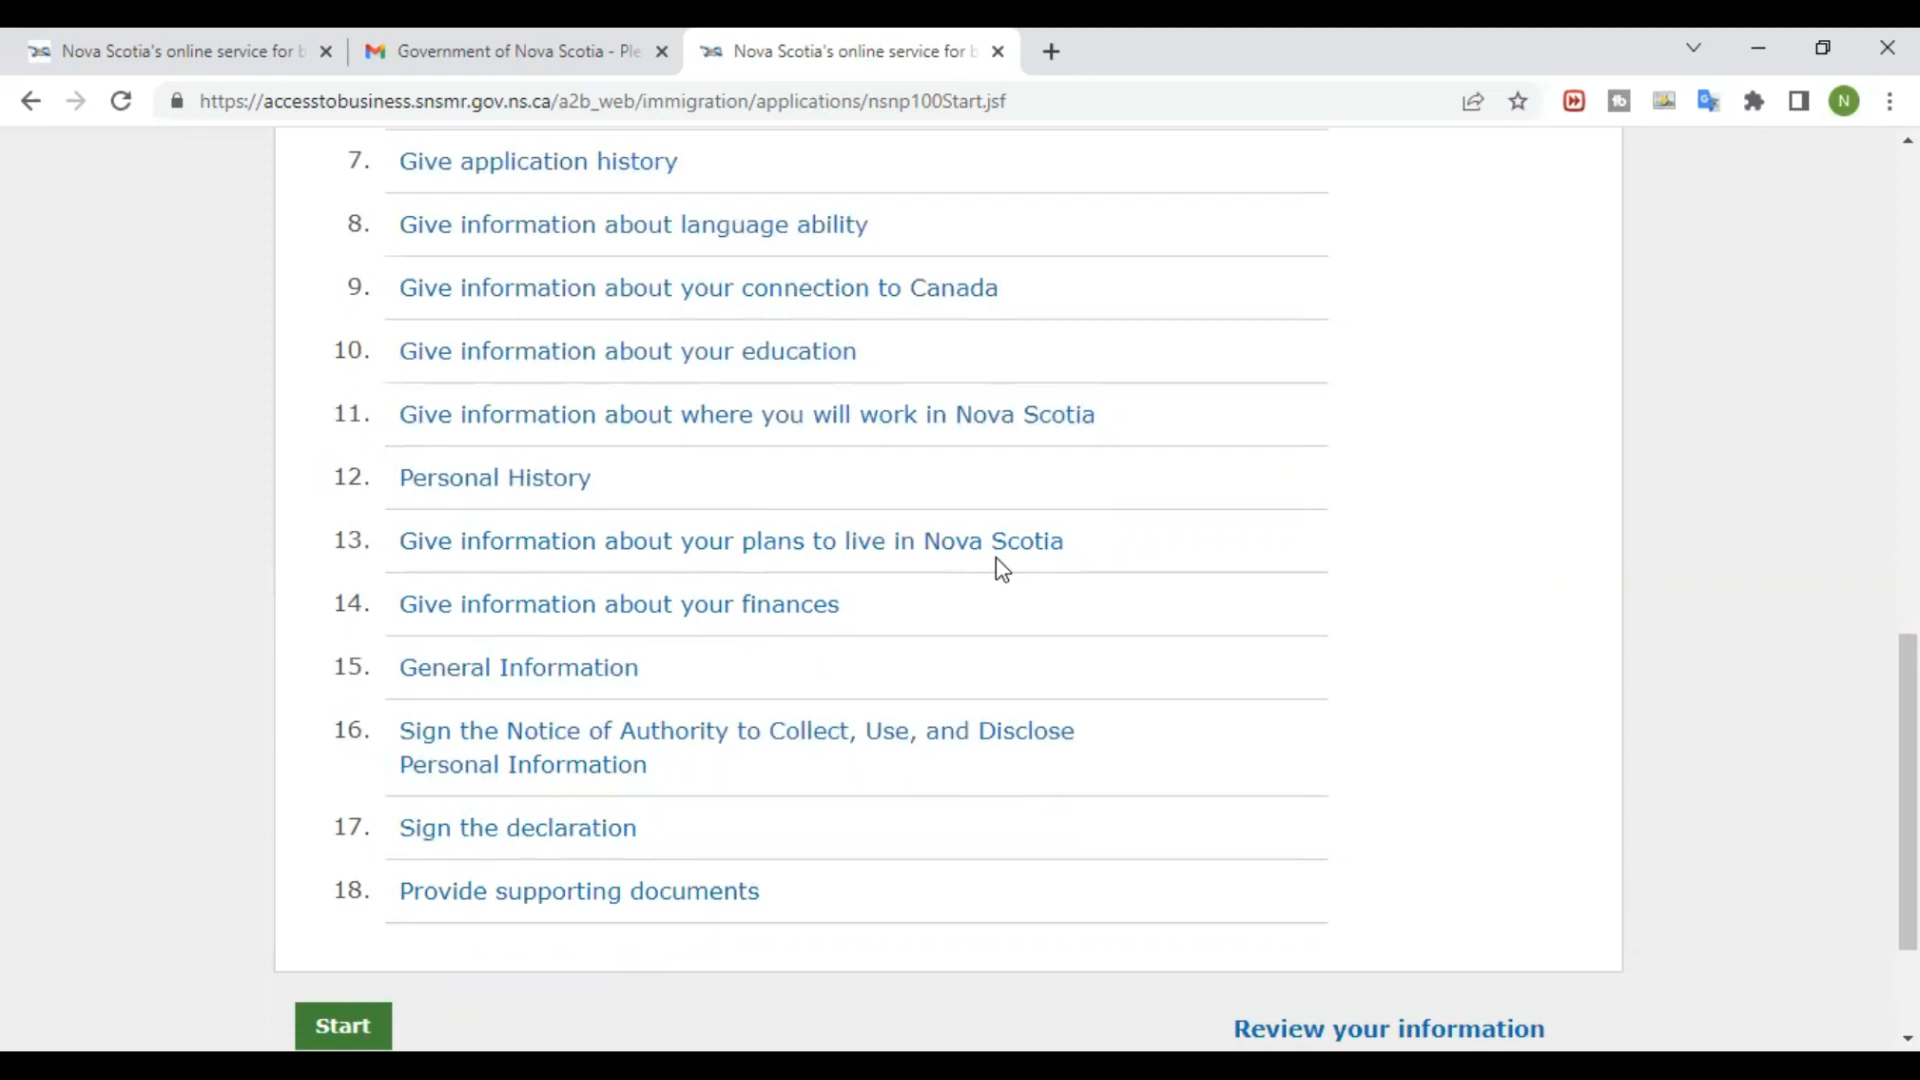 Nova Scotia's online service for b
Government of Nova Scotia - Ple
Nova Scotia's online service for b
https://accesstobusiness.snsmr.gov.ns.ca/a2b_web/immigration/applications/nsnp100Start.jsf
N
7. Give application history
8. Give information about language ability
9. Give information about your connection to Canada
10. Give information about your education
11. Give information about where you will work in Nova Scotia
12. Personal History
13. Give information about your plans to live in Nova Scotia
14. Give information about your finances
15. General Information
16. Sign the Notice of Authority to Collect, Use, and Disclose
Personal Information
17. Sign the declaration
18. Provide supporting documents
Start
Review your information